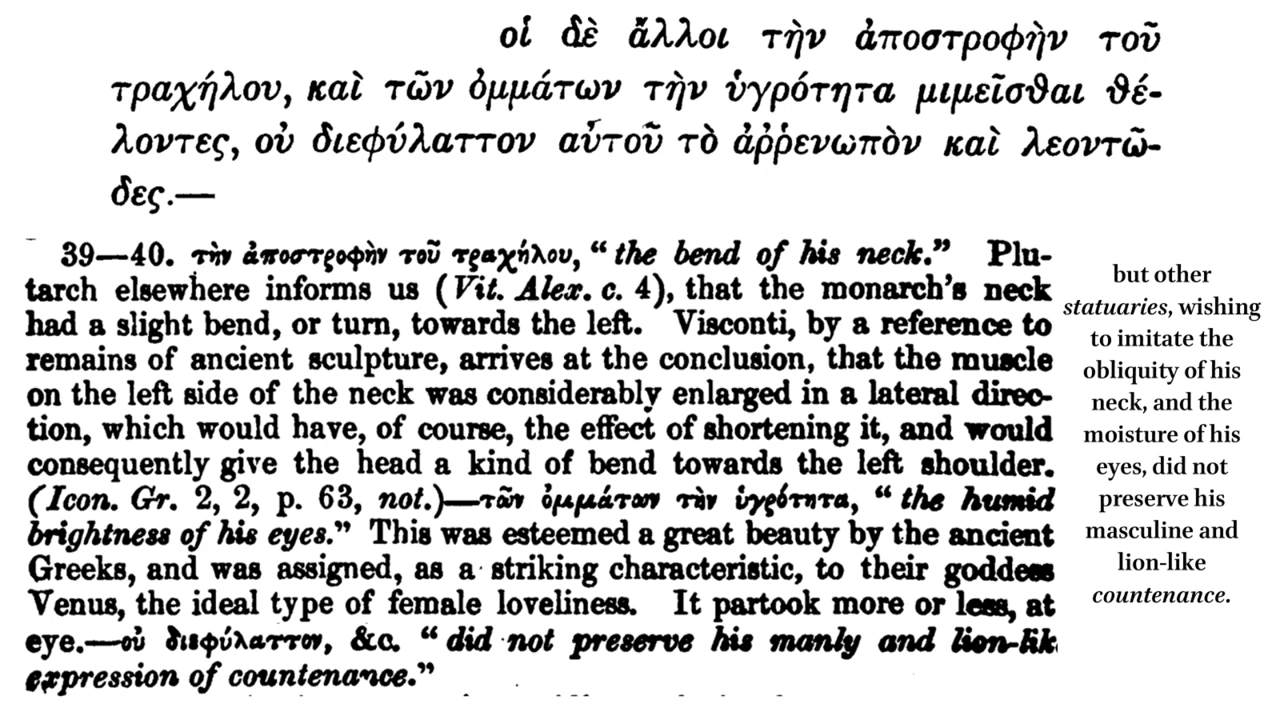 οἱ δὲ ἄλλοι τὴν ἀποστροφὴν τοῦ
τραχήλου, καὶ τῶν ὀμμάτων τὴν ὑγρότητα μιμεῖσθαι θέ-
λοντες, οὐ διεφύλαττον αὐτοῦ τὸ ἀῤῥενωπὸν καὶ λεοντῶ-
δες.—
39—40. τὴν ἀποστροφὴν τοῦ τραχήλου, “the bend of his neck.” Plu-
tarch elsewhere informs us (Vit. Alex. c. 4), that the monarch's neck
had a slight bend, or turn, towards the left. Visconti, by a reference to
remains of ancient sculpture, arrives at the conclusion, that the muscle
on the left side of the neck was considerably enlarged in a lateral direc-
tion, which would have, of course, the effect of shortening it, and would
consequently give the head a kind of bend towards the left shoulder.
(Icon. Gr. 2, 2, p. 63, not.)—τῶν ὀμμάτων τὴν ὑγρότητα, “the humid
brightness of his eyes.” This was esteemed a great beauty by the ancient
Greeks, and was assigned, as a striking characteristic, to their goddess
Venus, the ideal type of female loveliness. It partook more or less, at
eye.—οὐ διεφύλαττον, &c. “did not preserve his manly and lion-lik
expression of countenance.”
but other
statuaries, wishing
to imitate the
obliquity of his
neck, and the
moisture of his
eyes, did not
preserve his
masculine and
lion-like
countenance.